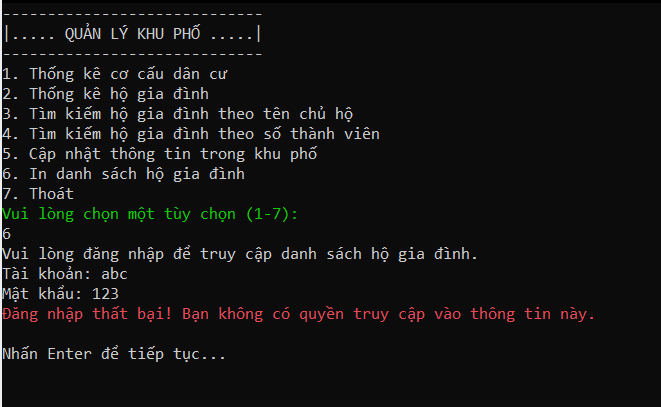 -----------------------------
|..... QUẢN LÝ KHU PHỐ .....|
-----------------------------
1. Thống kê cơ cấu dân cư
2. Thống kê hộ gia đình
3. Tìm kiếm hộ gia đình theo tên chủ hộ
4. Tìm kiếm hộ gia đình theo số thành viên
5. Cập nhật thông tin trong khu phố
6. In danh sách hộ gia đình
7. Thoát
Vui lòng chọn một tùy chọn (1-7):
6
Vui lòng đăng nhập để truy cập danh sách hộ gia đình.
Tài khoản: abc
Mật khẩu: 123
Đăng nhập thất bại! Bạn không có quyền truy cập vào thông tin này.
Nhấn Enter để tiếp tục...